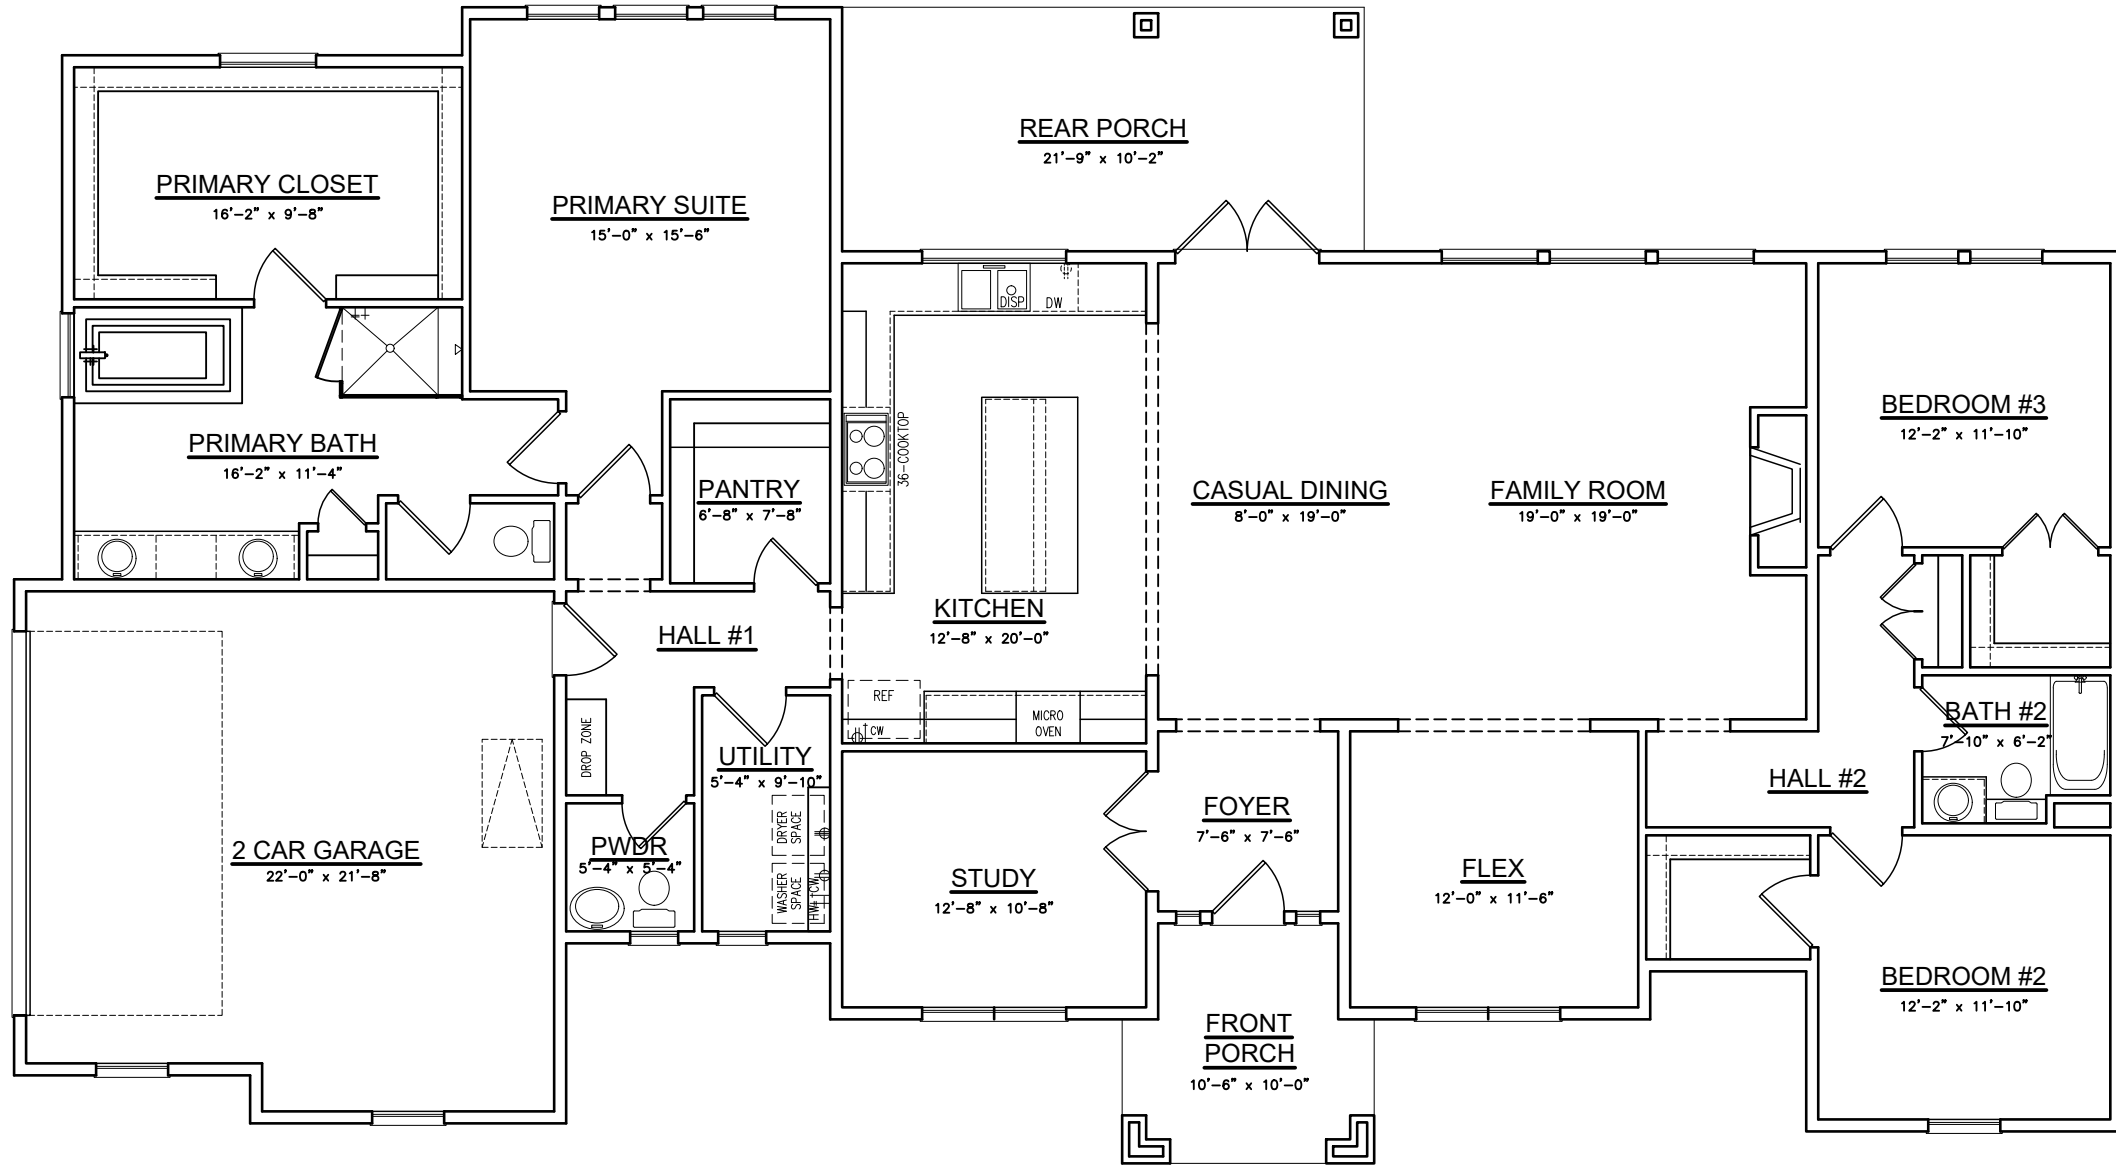 REAR PORCH
21'-9" x 10'-2"
PRIMARY CLOSET
16'-2" x 9'-8"
PRIMARY SUITE
15'-0" x 15'-6"
DISP
DW
PRIMARY BATH
16'-2" x 11'-4"
36-COOKTOP
PANTRY
6'-8" x 7'-8"
CASUAL DINING
8'-0" x 19'-0"
FAMILY ROOM
19'-0" x 19'-0"
BEDROOM #3
12'-2" x 11'-10"
KITCHEN
12'-8" x 20'-0"
HALL #1
REF
CW
MICRO
OVEN
DROP ZONE
UTILITY
5'-4" x 9'-10"
DRYER
SPACE
WASHER
SPACE
HW
CW
BATH #2
7'-10" x 6'-2"
HALL #2
FOYER
7'-6" x 7'-6"
2 CAR GARAGE
22'-0" x 21'-8"
PWDR
5'-4" x 5'-4"
STUDY
12'-8" x 10'-8"
FLEX
12'-0" x 11'-6"
BEDROOM #2
12'-2" x 11'-10"
FRONT
PORCH
10'-6" x 10'-0"